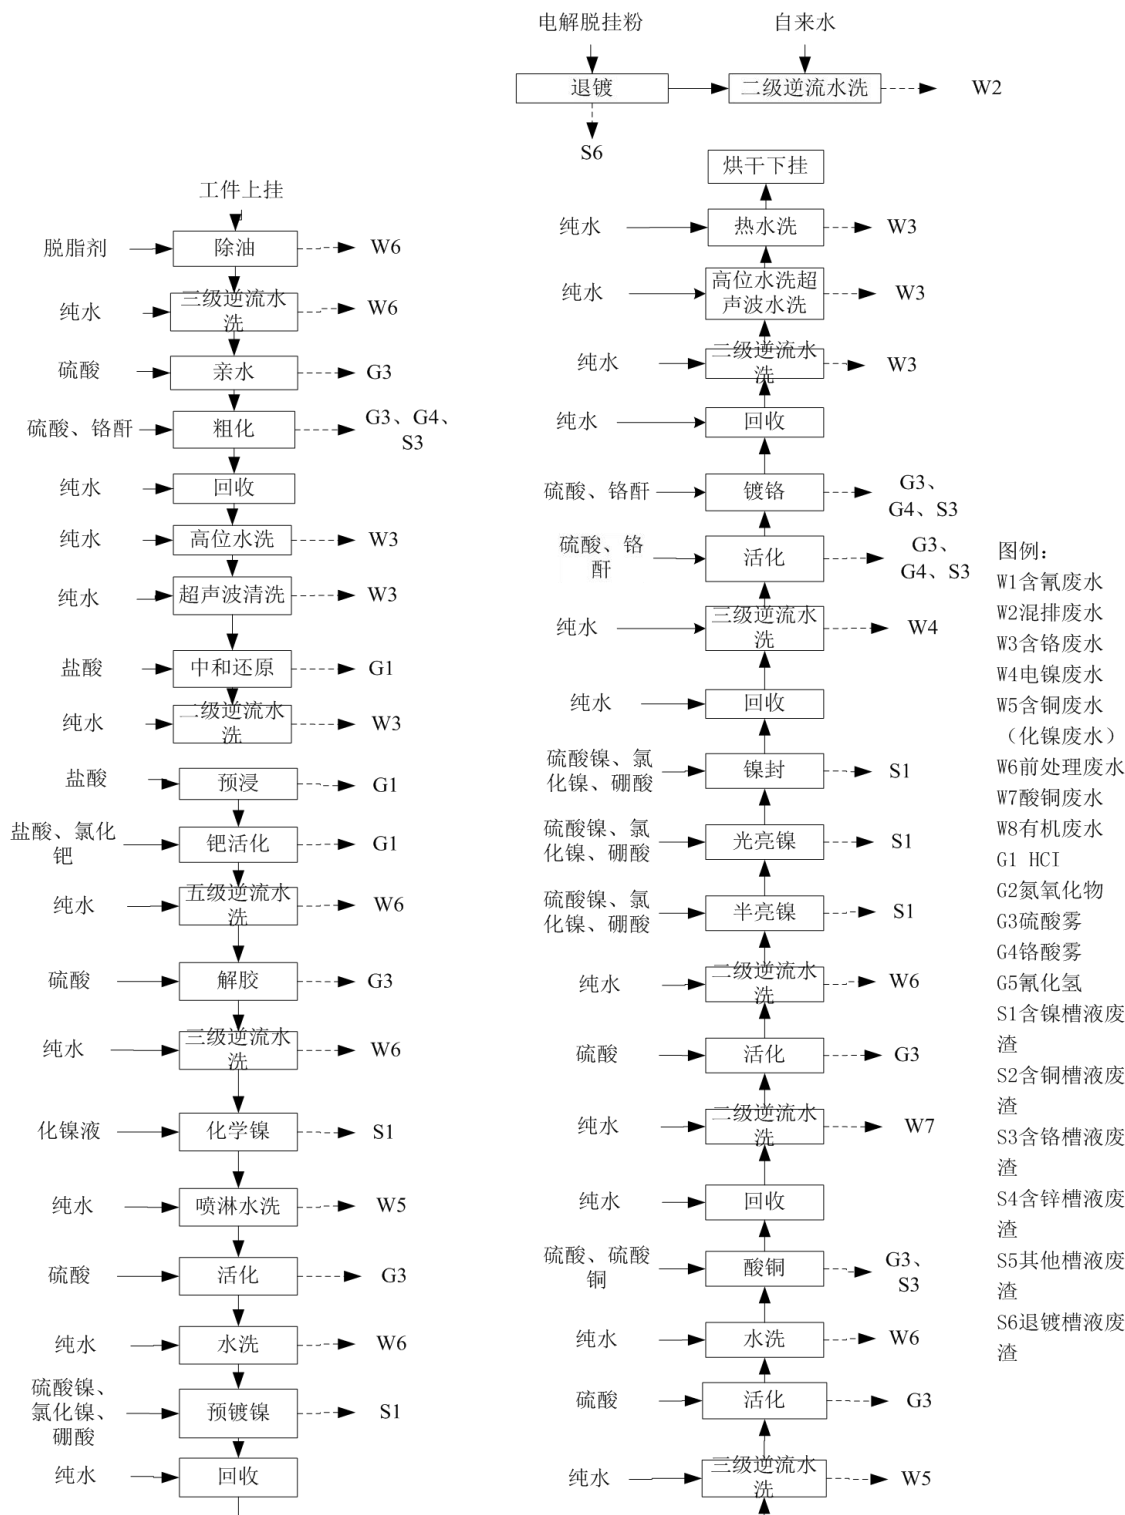 电解脱挂粉
自来水
退镀
二级逆流水洗
W2
S6
工件上挂
脱脂剂
除油
W6
纯水
三级逆流水
洗
W6
硫酸
亲水
G3
硫酸、铬酐
粗化
G3、G4、
S3
纯水
回收
纯水
高位水洗
W3
纯水
超声波清洗
W3
盐酸
中和还原
G1
纯水
二级逆流水
洗
W3
盐酸
预浸
G1
盐酸、氯化
钯
钯活化
G1
纯水
五级逆流水
洗
W6
硫酸
解胶
G3
纯水
三级逆流水
洗
W6
化镍液
化学镍
S1
纯水
喷淋水洗
W5
硫酸
活化
G3
纯水
水洗
W6
硫酸镍、
氯化镍、
硼酸
预镀镍
S1
纯水
回收
烘干下挂
纯水
热水洗
W3
纯水
高位水洗超
声波水洗
W3
纯水
二级逆流水
洗
W3
纯水
回收
硫酸、铬酐
镀铬
G3、
G4、S3
硫酸、铬
酐
活化
G3、
G4、S3
纯水
三级逆流水
洗
W4
纯水
回收
硫酸镍、氯
化镍、硼酸
镍封
S1
硫酸镍、氯
化镍、硼酸
光亮镍
S1
硫酸镍、氯
化镍、硼酸
半亮镍
S1
纯水
二级逆流水
洗
W6
硫酸
活化
G3
纯水
二级逆流水
洗
W7
纯水
回收
硫酸、硫酸
铜
酸铜
G3、
S3
纯水
水洗
W6
硫酸
活化
G3
纯水
三级逆流水
洗
W5
图例：
W1含氰废水
W2混排废水
W3含铬废水
W4电镍废水
W5含铜废水
（化镍废水）
W6前处理废水
W7酸铜废水
W8有机废水
G1 HCI
G2氮氧化物
G3硫酸雾
G4铬酸雾
G5氰化氢
S1含镍槽液废
渣
S2含铜槽液废
渣
S3含铬槽液废
渣
S4含锌槽液废
渣
S5其他槽液废
渣
S6退镀槽液废
渣